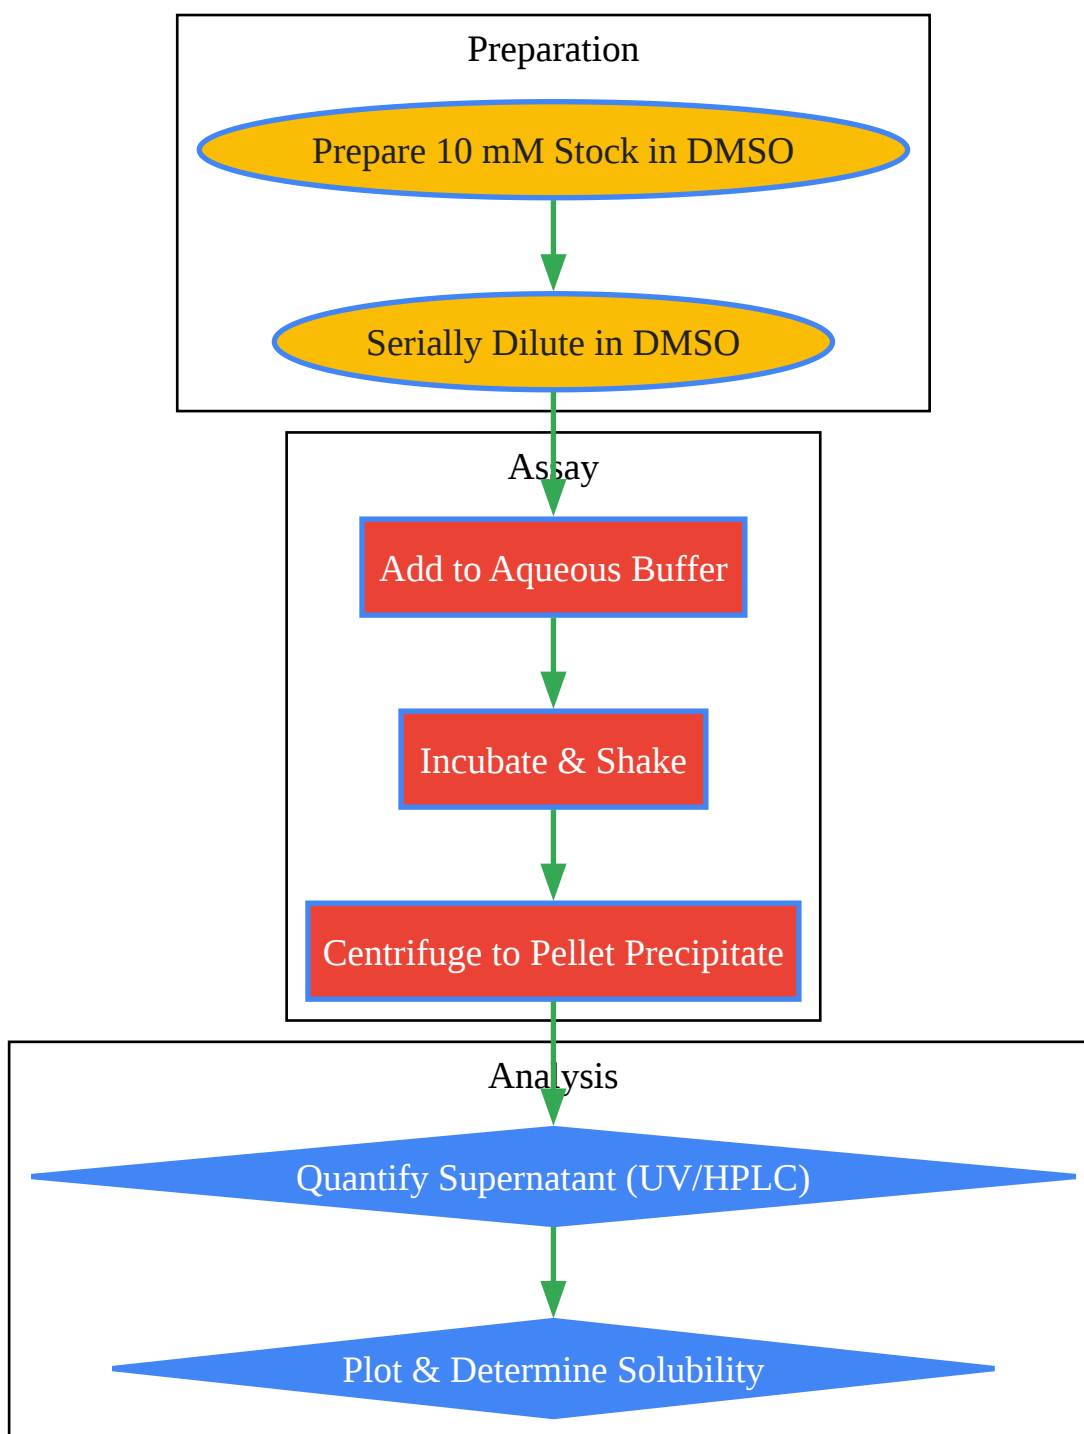 Preparation
Prepare 10 mM Stock in DMSO
Serially Dilute in DMSO
Assay
Add to Aqueous Buffer
Incubate & Shake
Centrifuge to Pellet Precipitate
Analysis
Quantify Supernatant (UV/HPLC)
Plot & Determine Solubility